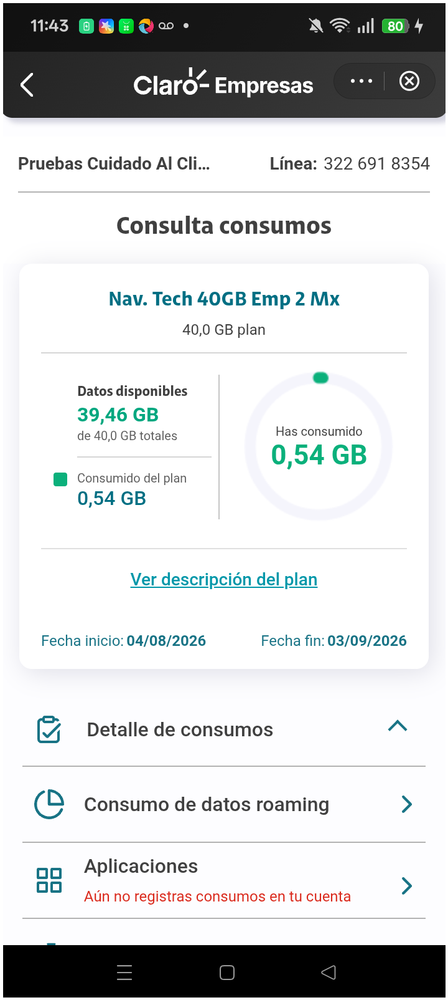 11:43
80
Claro- Empresas
Pruebas Cuidado Al Cli... Línea: 322 691 8354
Consulta consumos
Nav. Tech 40GB Emp 2 Mx
40,0 GB plan
Datos disponibles
39,46 GB
de 40,0 GB totales
Consumido del plan
0,54 GB
Has consumido
0,54 GB
Ver descripción del plan
Fecha inicio: 04/08/2026 Fecha fin: 03/09/2026
Detalle de consumos
Consumo de datos roaming
Aplicaciones
Aún no registras consumos en tu cuenta